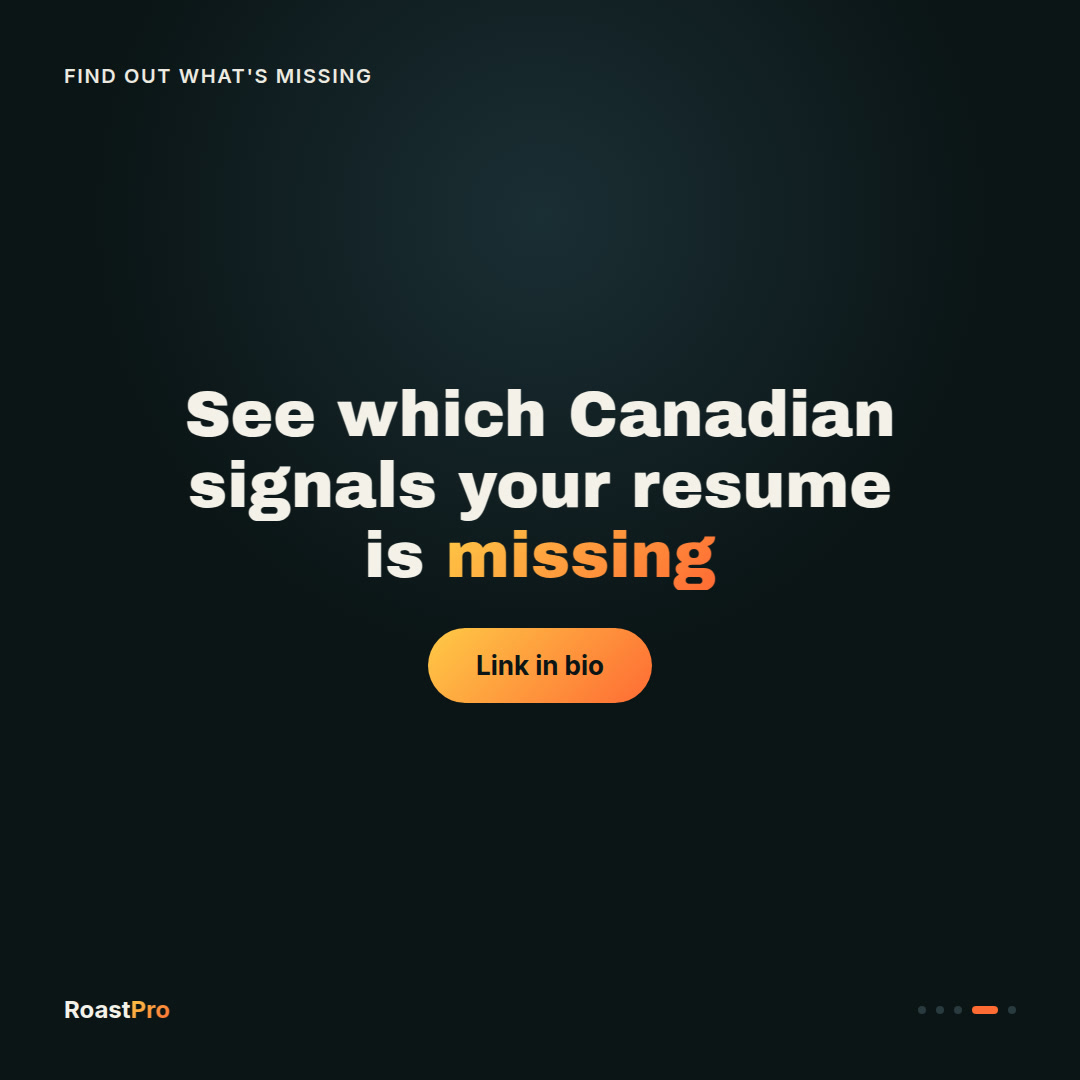 FIND OUT WHAT'S MISSING
See which Canadian
signals your resume
is missing
Link in bio
RoastPro